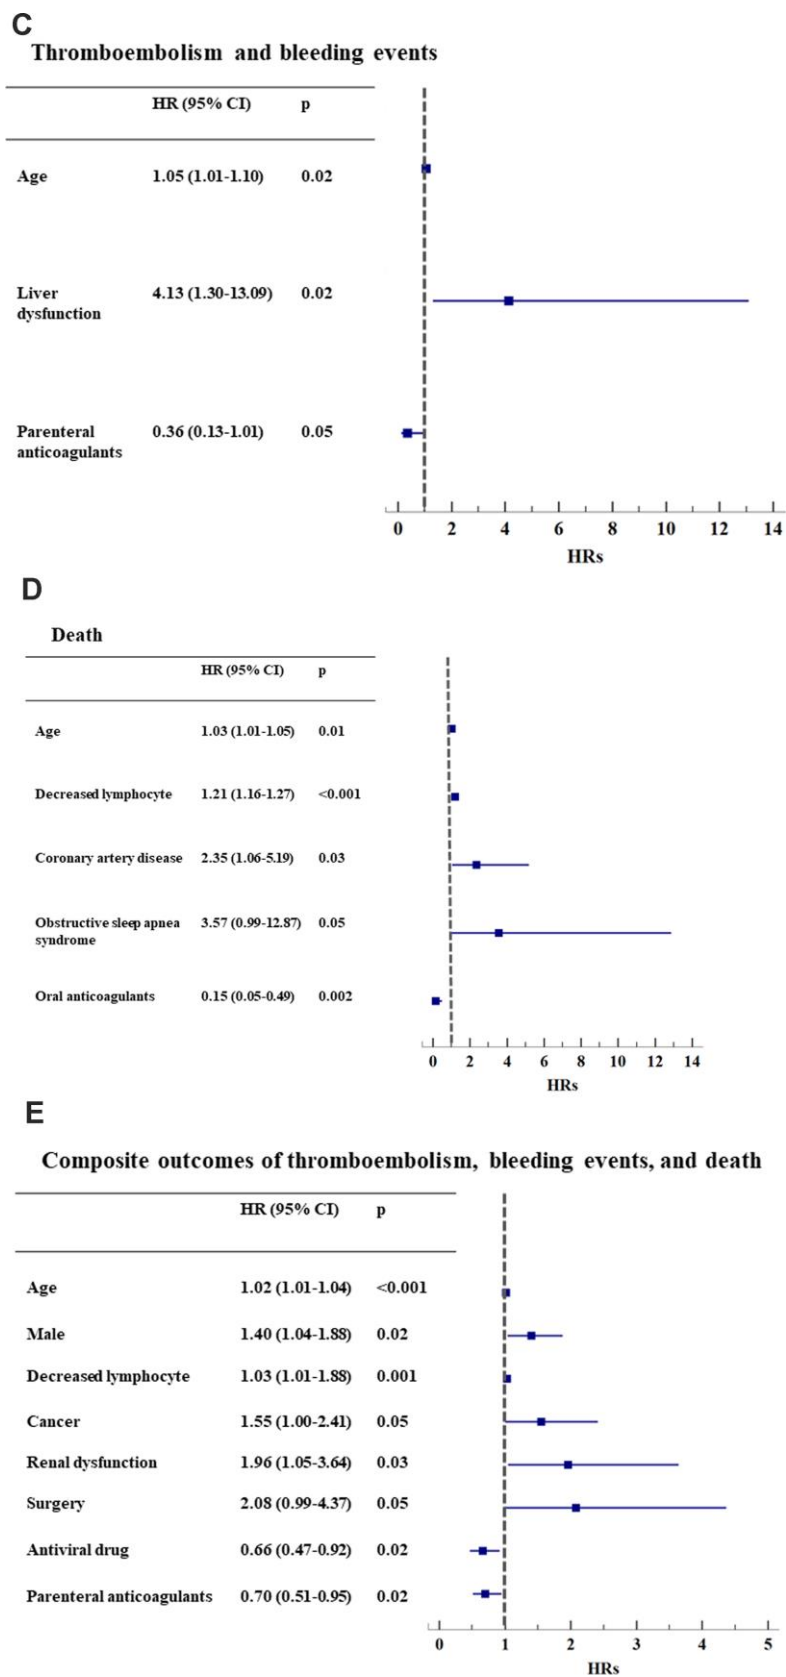 C
Thromboembolism and bleeding events
HR (95% CI) p
Age 1.05 (1.01-1.10) 0.02
Liver 4.13 (1.30-13.09) 0.02
dysfunction
Parenteral 0.36 (0.13-1.01) 0.05
anticoagulants
0 2 4 6 8 10 12 14
HRs
D
Death
HR (95% CI) p
Age 1.03 (1.01-1.05) 0.01
Decreased lymphocyte 1.21 (1.16-1.27) <0.001
Coronary artery disease 2.35 (1.06-5.19) 0.03
Obstructive sleep apnea 3.57 (0.99-12.87) 0.05
syndrome
Oral anticoagulants 0.15 (0.05-0.49) 0.002
0 2 4 6 8 10 12 14
HRs
E
Composite outcomes of thromboembolism, bleeding events, and death
HR (95% CI) p
Age 1.02 (1.01-1.04) <0.001
Male 1.40 (1.04-1.88) 0.02
Decreased lymphocyte 1.03 (1.01-1.88) 0.001
Cancer 1.55 (1.00-2.41) 0.05
Renal dysfunction 1.96 (1.05-3.64) 0.03
Surgery 2.08 (0.99-4.37) 0.05
Antiviral drug 0.66 (0.47-0.92) 0.02
Parenteral anticoagulants 0.70 (0.51-0.95) 0.02
0 1 2 3 4 5
HRs